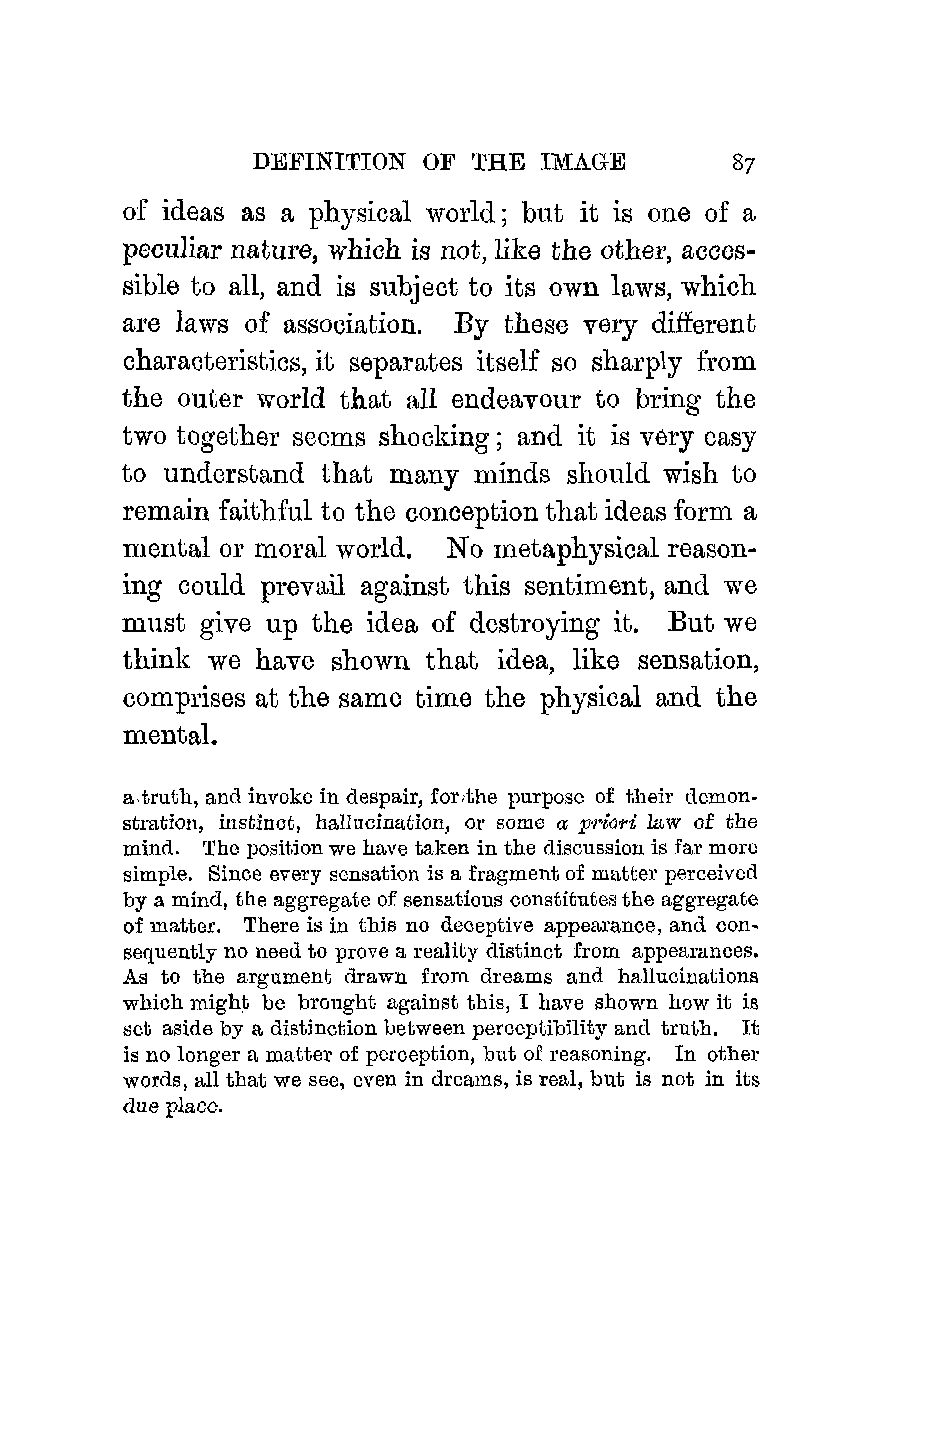 DEFINITION OF THE IMAGE 87
of ideas as a physical world; but it is one of a
peculiar nature, which is not, like the other, acces-
sible to all, and is subject to its own laws, which
are laws of association. By these very different
characteristics, it separates itself so sharply from
the outer world that all endeavour to bring the
two together seems shocking; and it is very easy
to understand that many minds should wish to
remain faithful to the conception that ideas form a
mental or moral world. No metaphysical reason-
ing could prevail against this sentiment, and we
must give up the idea of destroying it. But we
think we have shown that idea, like sensation,
comprises at the same time the physical and the
mental.
a truth, and invoke in despair, for the purpose of their demon-
stration, instinct, hallucination, or some a priori law of the
mind. The position we have taken in the discussion is far more
simple. Since every sensation is a fragment of matter perceived
by a mind, the aggregate of sensations constitutes the aggregate
of matter. There is in this no deceptive appearance, and con-
sequently no need to prove a reality distinct from appearances.
As to the argument drawn from dreams and hallucinations
which might be brought against this, I have shown how it is
set aside by a distinction between perceptibility and truth. It
is no longer a matter of perception, but of reasoning. In other
words, all that we see, even in dreams, is real, but is not in its
due place.